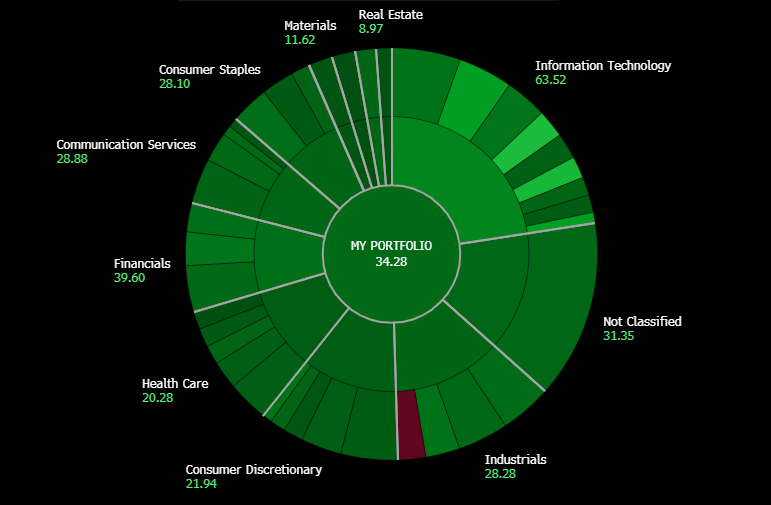 Real Estate
8.97
Materials
11.62
Information Technology
63.52
Consumer Staples
28.10
Communication Services
28.88
MY PORTFOLIO
34.28
Financials
39.60
Not Classified
31.35
Health Care
20.28
Industrials
28.28
Consumer Discretionary
21.94